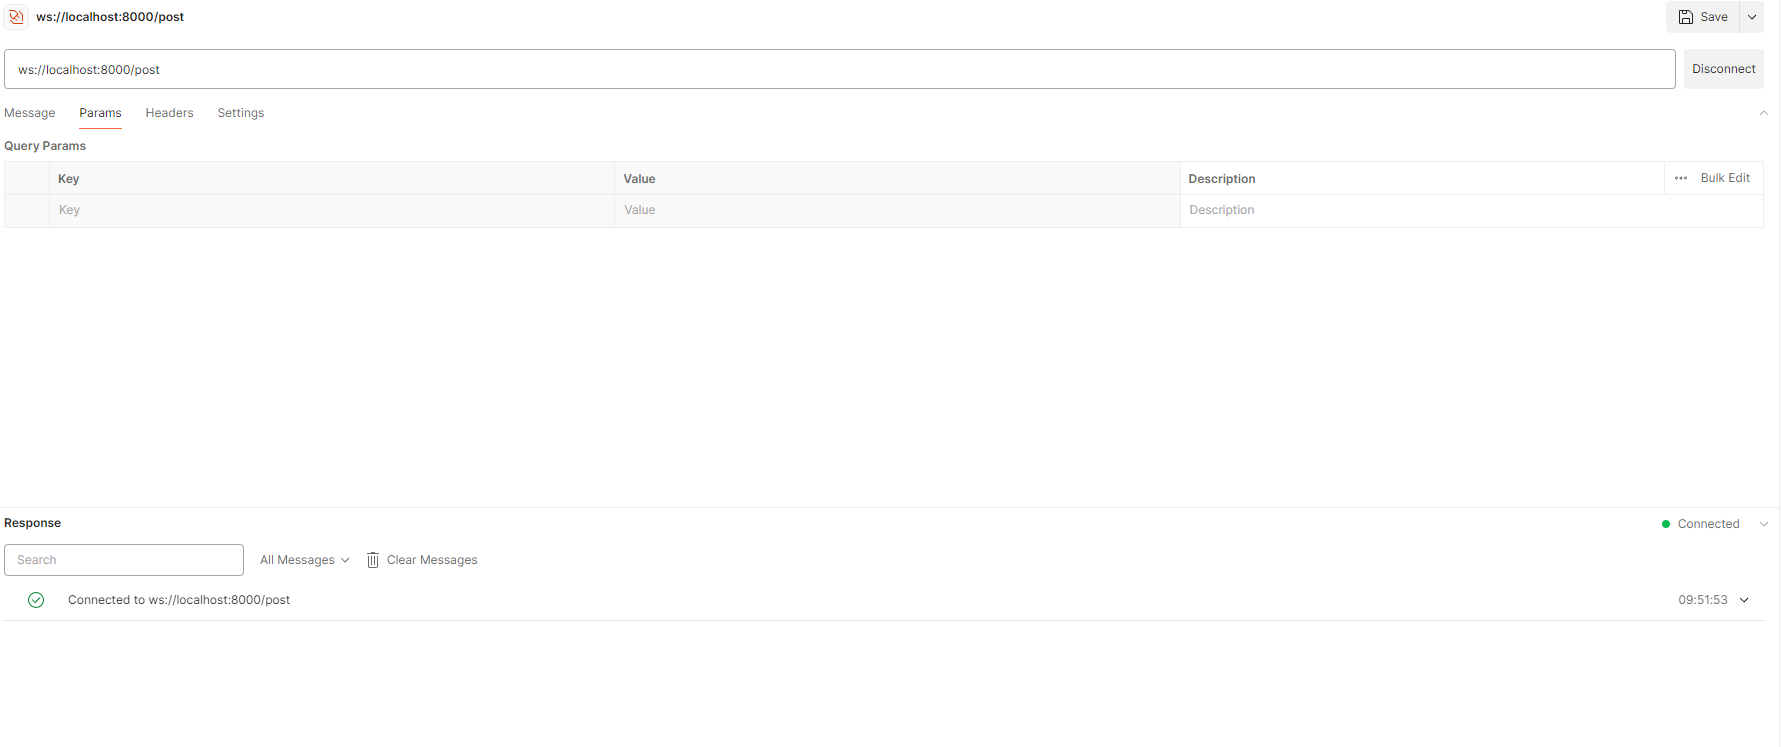 ws://localhost:8000/post
Save
ws://localhost:8000/post
Disconnect
Message Params Headers Settings
Query Params
Key Value Description ••• Bulk Edit
Key Value Description
Response
Connected
Search All Messages Clear Messages
Connected to ws://localhost:8000/post 09:51:53